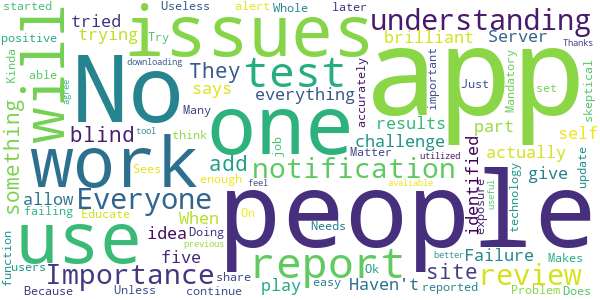 started Useless alert Whole later
positive tried issues They Kinda trying Try brilliant Server understanding Thanks
able No test says everything downloading app
will something one Many accurately important Just Mandatory set skeptical
agree blind results part self
tool think add challenge actually
work job notification Matter identified exposure technology give update
Everyone allow Sees utilized
use failing When idea five enough feel On available useful
function Educate Doing previous people Needs better Failure Makes
users Importance report share play Ok easy Haven't site review
Because Unless continue reported Problem Does